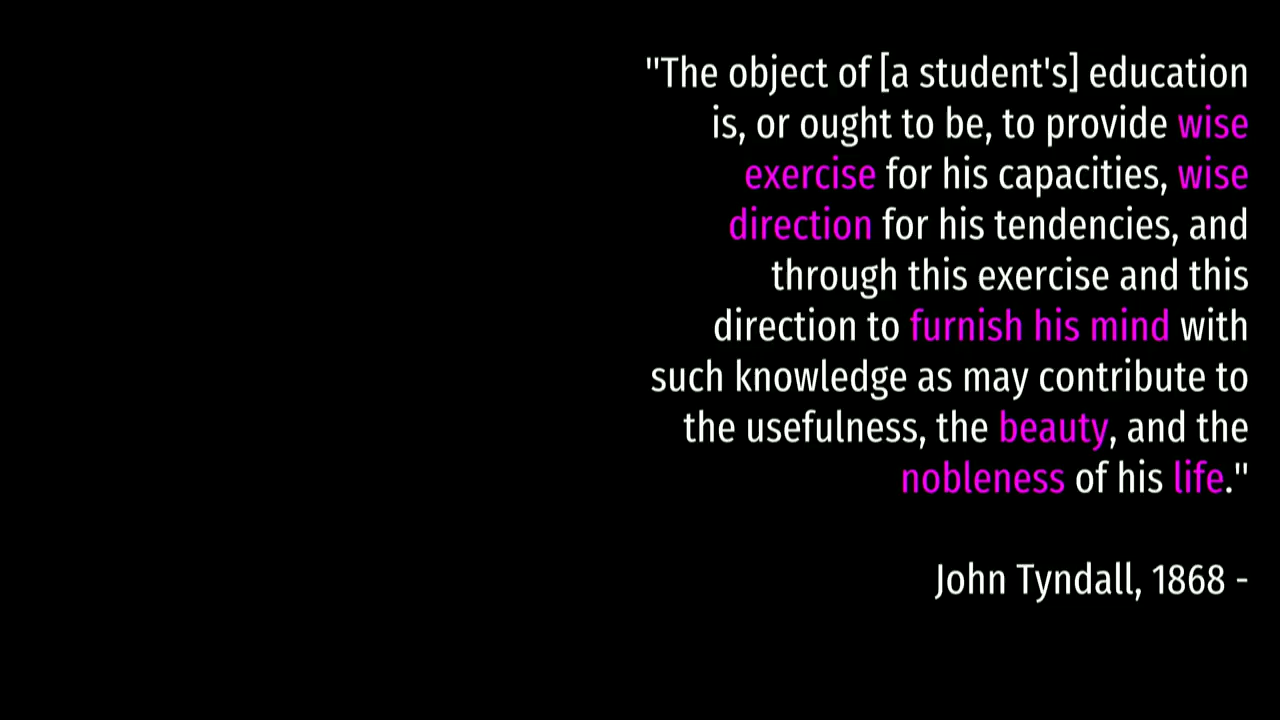 "The object of [a student's] education
is, or ought to be, to provide wise
exercise for his capacities, wise
direction for his tendencies, and
through this exercise and this
direction to furnish his mind with
such knowledge as may contribute to
the usefulness, the beauty, and the
nobleness of his life."
John Tyndall, 1868 -